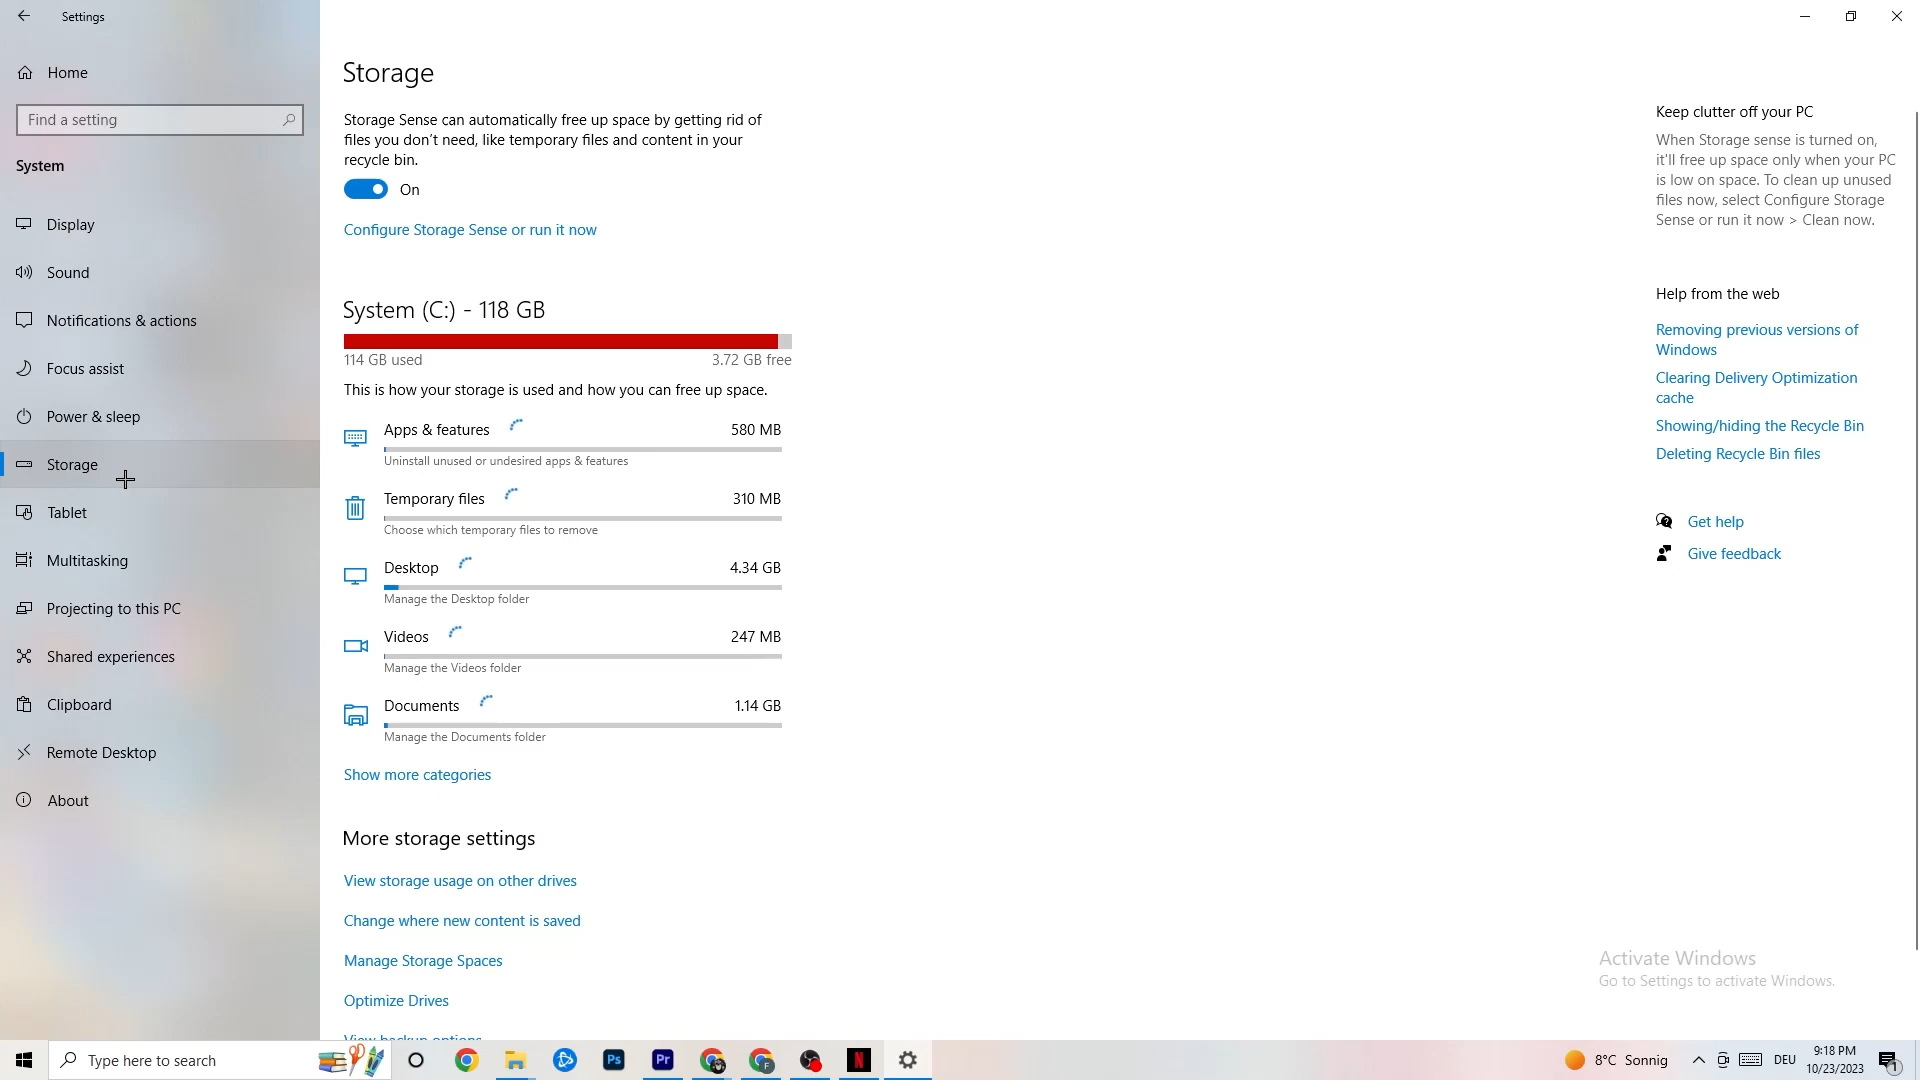 Settings
Home
Find a setting
System
Display
Sound
Notifications & actions
Focus assist
Power & sleep
Storage
Tablet
Multitasking
Projecting to this PC
Shared experiences
Clipboard
Remote Desktop
About
Storage
Storage Sense can automatically free up space by getting rid of
files you don't need, like temporary files and content in your
recycle bin.
On
Configure Storage Sense or run it now
System (C:) - 118 GB
114 GB used 3.72 GB free
This is how your storage is used and how you can free up space.
Apps & features 580 MB
Uninstall unused or undesired apps & features
Temporary files 310 MB
Choose which temporary files to remove
Desktop 4.34 GB
Manage the Desktop folder
Videos 247 MB
Manage the Videos folder
Documents 1.14 GB
Manage the Documents folder
Show more categories
More storage settings
View storage usage on other drives
Change where new content is saved
Manage Storage Spaces
Optimize Drives
View backup options
Keep clutter off your PC
When Storage sense is turned on,
it'll free up space only when your PC
is low on space. To clean up unused
files now, select Configure Storage
Sense or run it now > Clean now.
Help from the web
Removing previous versions of
Windows
Clearing Delivery Optimization
cache
Showing/hiding the Recycle Bin
Deleting Recycle Bin files
Get help
Give feedback
Activate Windows
Go to Settings to activate Windows.
Type here to search
Ps
Pr
F
N
8°C Sonnig
DEU
9:18 PM
10/23/2023
1